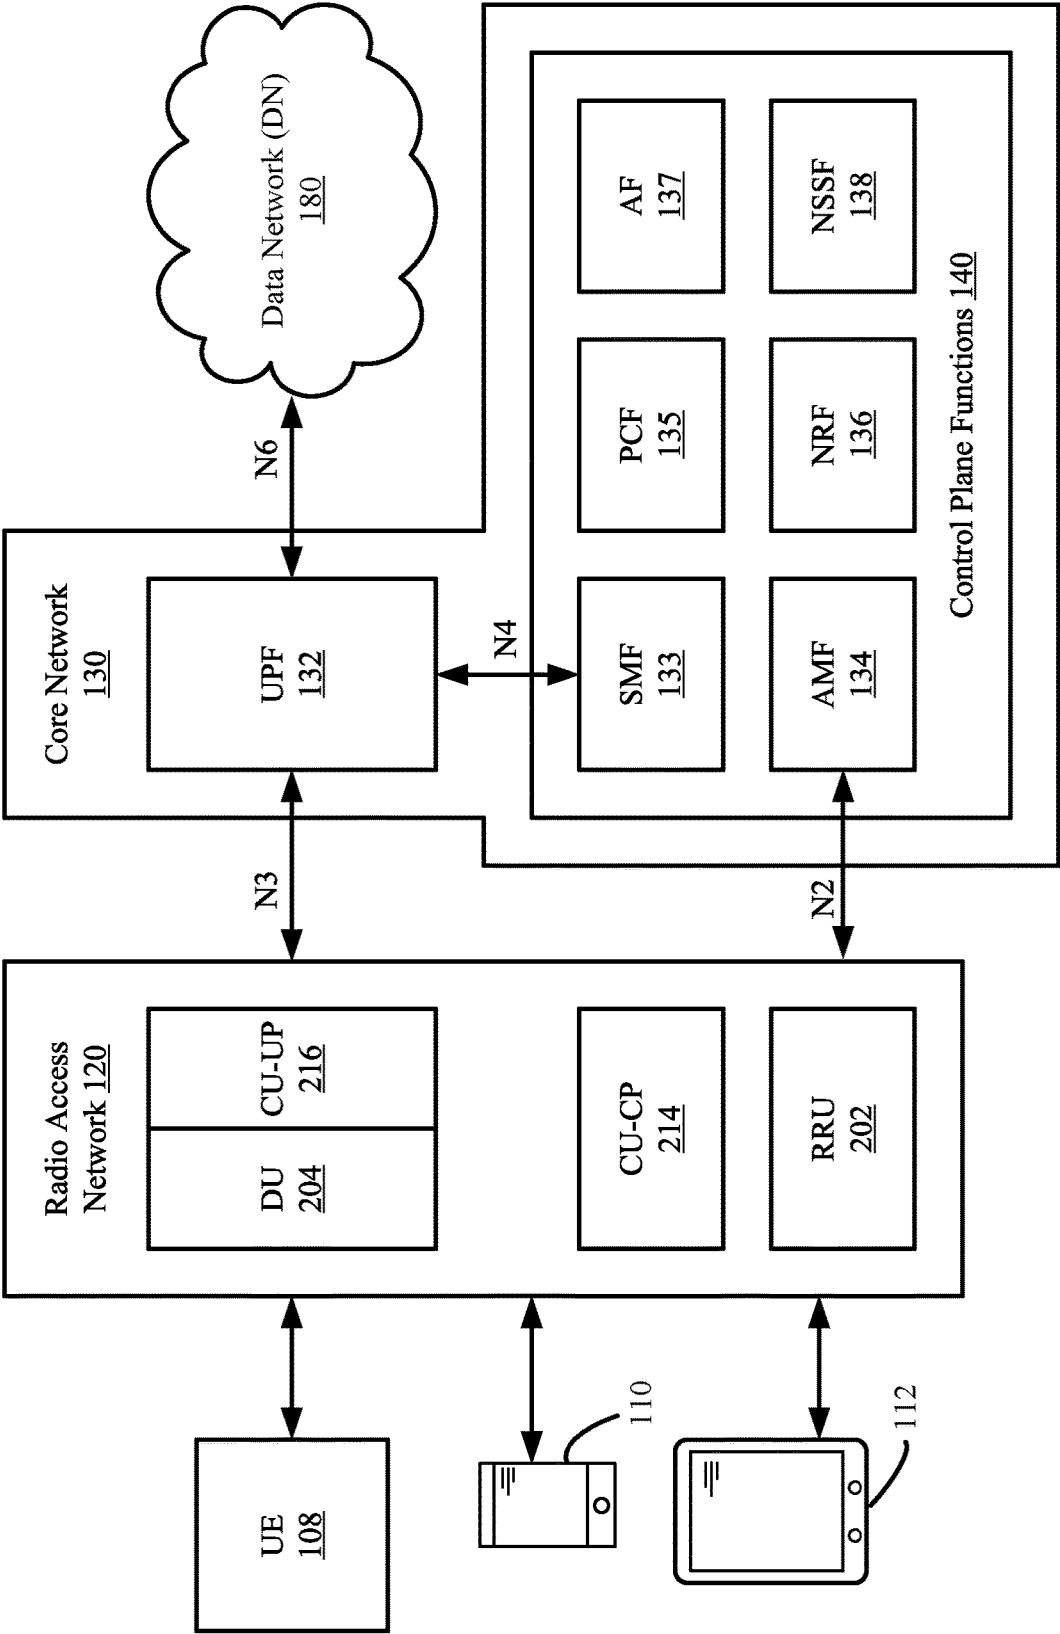 UE
108
110
112
Radio Access
Network 120
DU
204
CU-UP
216
CU-CP
214
RRU
202
N3
N2
Core Network
130
UPF
132
N4
N6
Data Network (DN)
180
SMF
133
PCF
135
AF
137
AMF
134
NRF
136
NSSF
138
Control Plane Functions 140